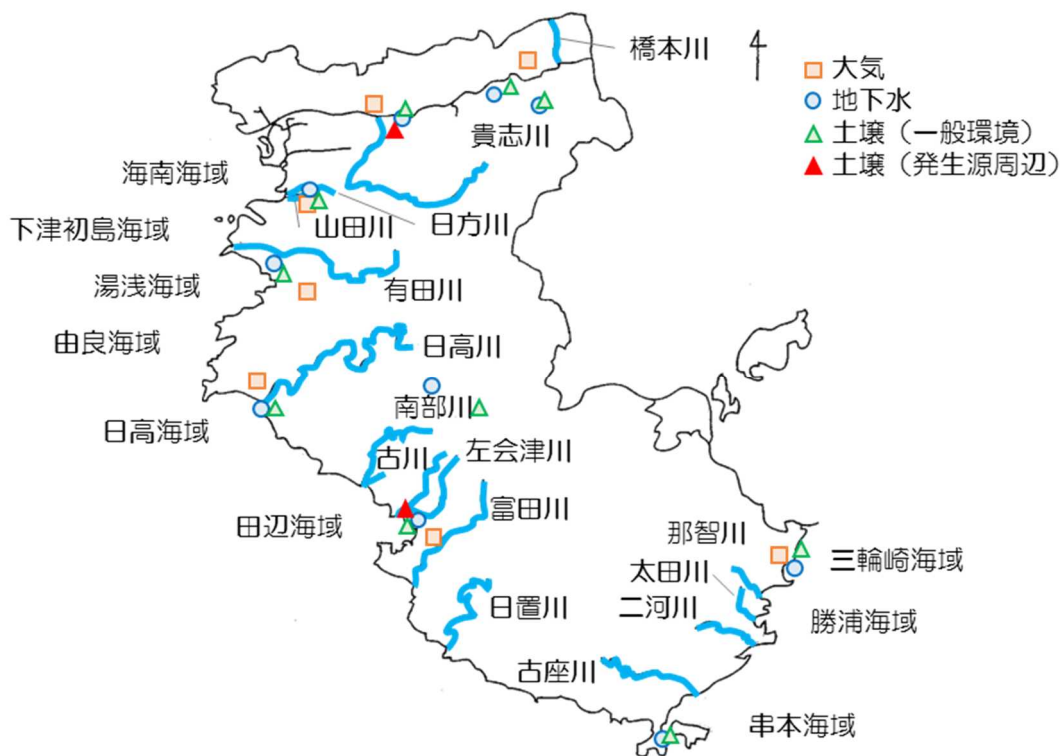 橋本川
大気
地下水
土壌（一般環境）
土壌（発生源周辺）
貴志川
海南海域
山田川
日方川
下津初島海域
有田川
湯浅海域
由良海域
日高川
南部川
日高海域
古川
左会津川
富田川
田辺海域
那智川
三輪崎海域
太田川
二河川
日置川
勝浦海域
古座川
串本海域